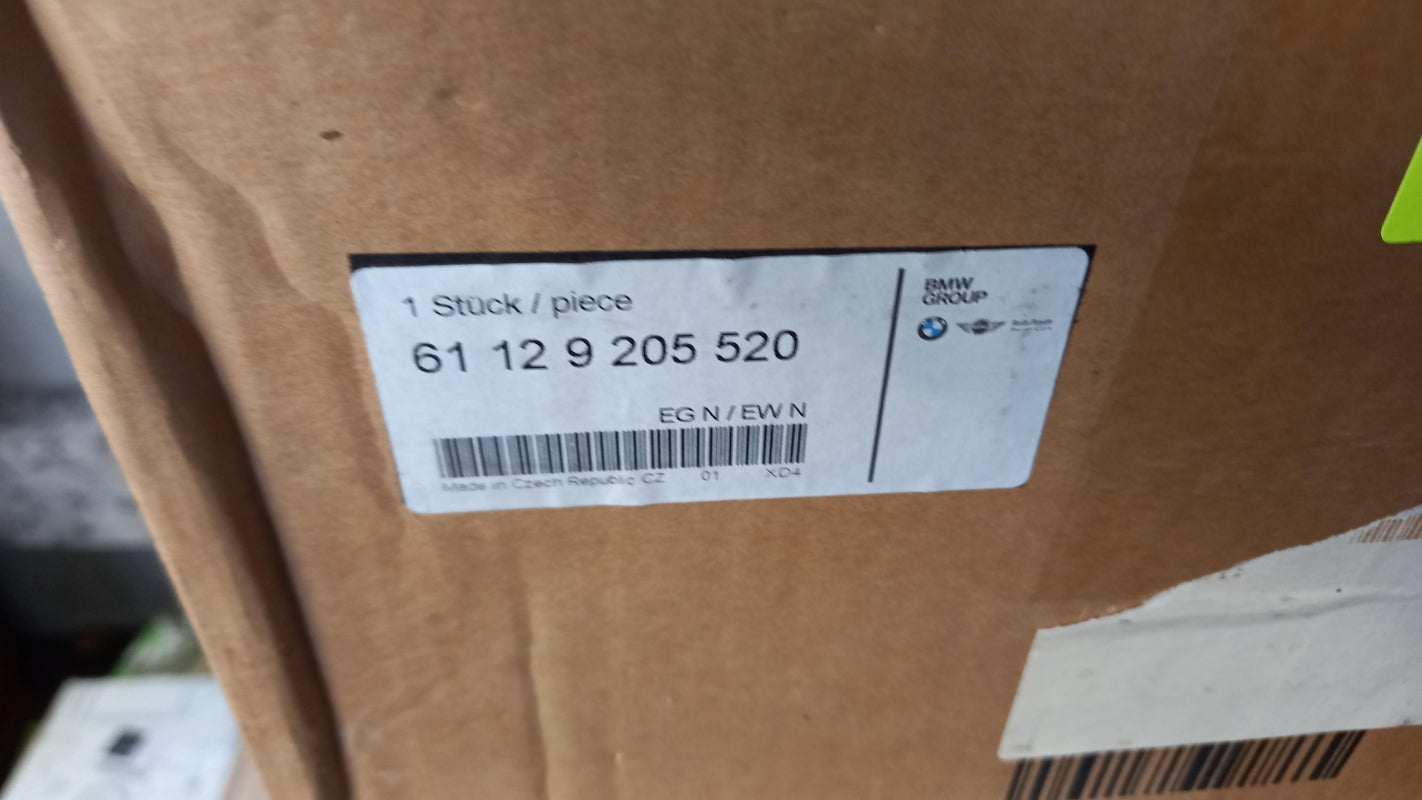 1 Stück / piece
61 12 9 205 520
EG N / EW N
Made in Czech Republic CZ 01 XD4
BMW
GROUP